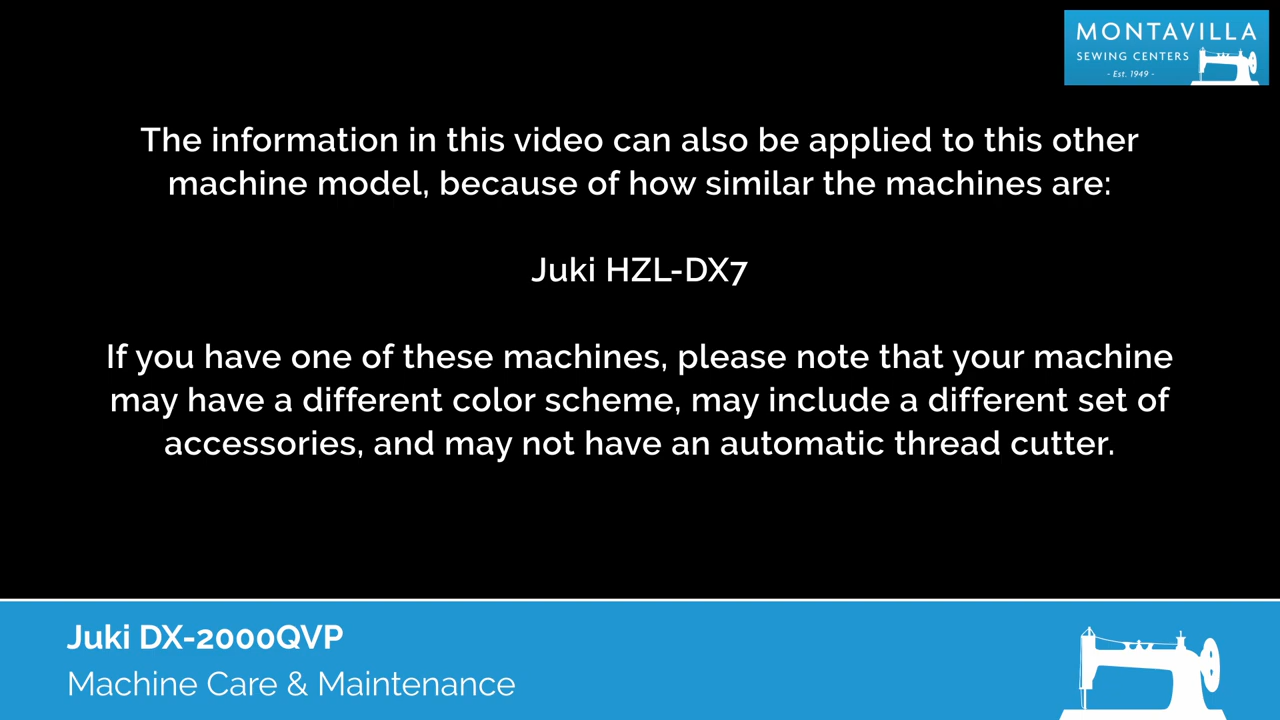 MONTAVILLA
SEWING CENTERS
- Est. 1949 -
The information in this video can also be applied to this other
machine model, because of how similar the machines are:
Juki HZL-DX7
If you have one of these machines, please note that your machine
may have a different color scheme, may include a different set of
accessories, and may not have an automatic thread cutter.
Juki DX-2000QVP
Machine Care & Maintenance